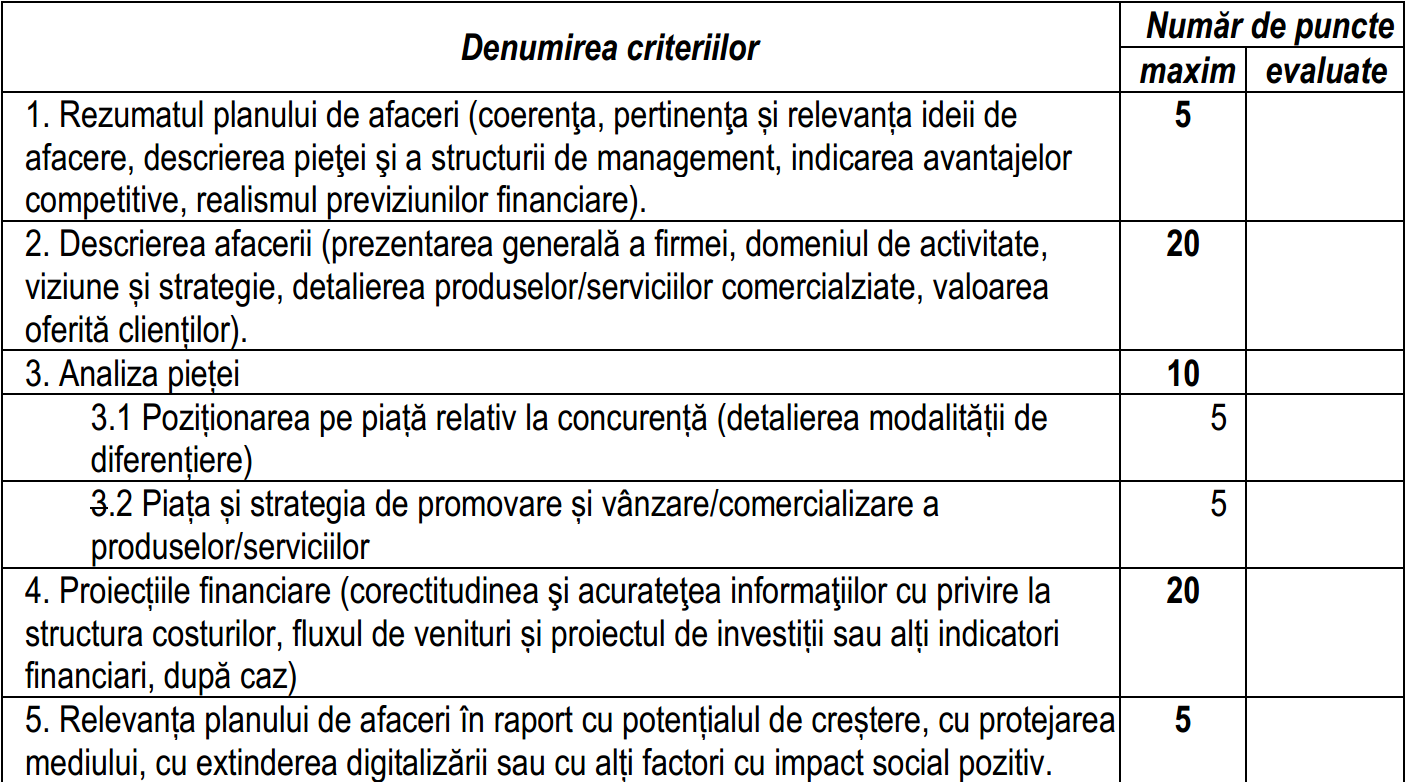 Denumirea criteriilor
Număr de puncte
maxim evaluate
1. Rezumatul planului de afaceri (coerenţa, pertinenţa și relevanța ideii de
afacere, descrierea pieţei şi a structurii de management, indicarea avantajelor
competitive, realismul previziunilor financiare).
5
2. Descrierea afacerii (prezentarea generală a firmei, domeniul de activitate,
viziune și strategie, detalierea produselor/serviciilor comercialziate, valoarea
oferită clienților).
20
3. Analiza pieței
10
3.1 Poziționarea pe piață relativ la concurență (detalierea modalității de
diferențiere)
5
3.2 Piața și strategia de promovare și vânzare/comercializare a
produselor/serviciilor
5
4. Proiecțiile financiare (corectitudinea şi acurateţea informaţiilor cu privire la
structura costurilor, fluxul de venituri și proiectul de investiții sau alți indicatori
financiari, după caz)
20
5. Relevanța planului de afaceri în raport cu potențialul de creștere, cu protejarea
mediului, cu extinderea digitalizării sau cu alți factori cu impact social pozitiv.
5